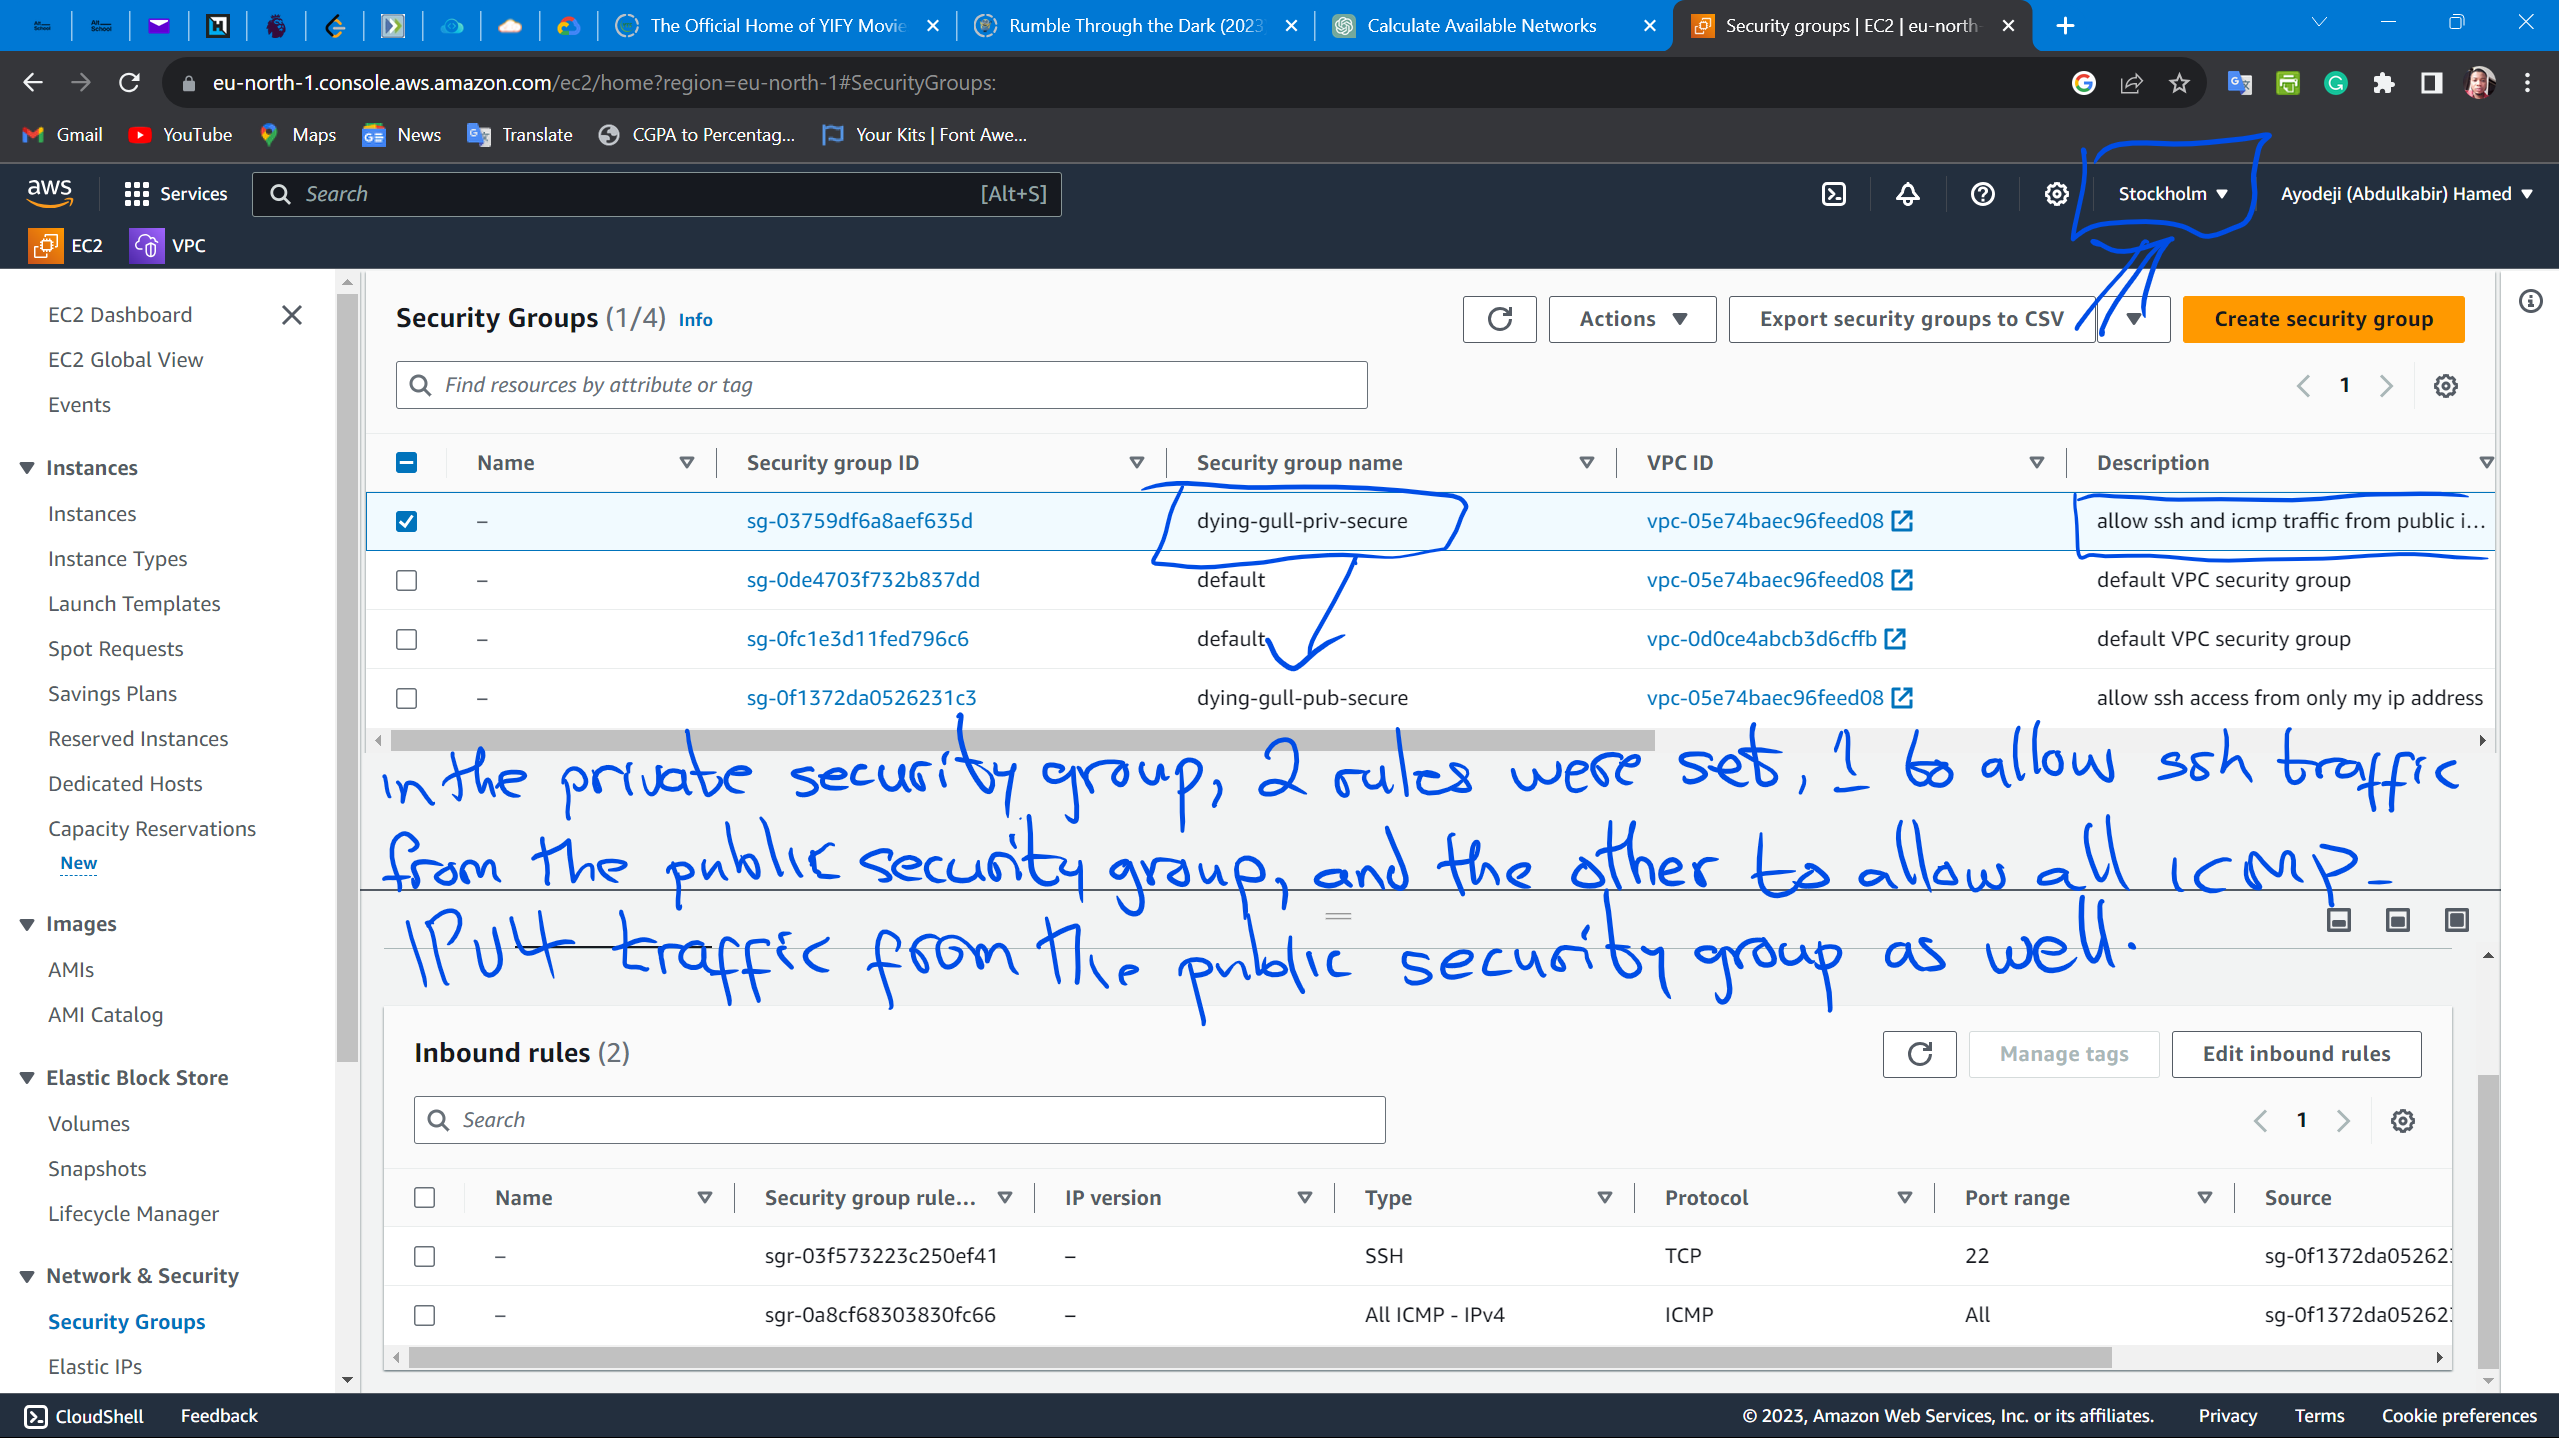 The Official Home of YIFY Movie
Rumble Through the Dark (2023
Calculate Available Networks
Security groups | EC2 | eu-north-
eu-north-1.console.aws.amazon.com/ec2/home?region=eu-north-1#SecurityGroups:
Gmail YouTube Maps News Translate CGPA to Percentag... Your Kits | Font Awe...
aws Services Search [Alt+S] Stockholm Ayodeji (Abdulkabir) Hamed
EC2 VPC
EC2 Dashboard
EC2 Global View
Events
Instances
Instances
Instance Types
Launch Templates
Spot Requests
Savings Plans
Reserved Instances
Dedicated Hosts
Capacity Reservations
New
Images
AMIs
AMI Catalog
Elastic Block Store
Volumes
Snapshots
Lifecycle Manager
Network & Security
Security Groups
Elastic IPs
Security Groups (1/4) Info Actions Export security groups to CSV Create security group
Find resources by attribute or tag 1
Name Security group ID Security group name VPC ID Description
– sg-03759df6a8aef635d dying-gull-priv-secure vpc-05e74baec96feed08 allow ssh and icmp traffic from public i...
– sg-0de4703f732b837dd default vpc-05e74baec96feed08 default VPC security group
– sg-0fc1e3d11fed796c6 default vpc-0d0ce4abcb3d6cffb default VPC security group
– sg-0f1372da0526231c3 dying-gull-pub-secure vpc-05e74baec96feed08 allow ssh access from only my ip address
in the private security group, 2 rules were set, 1 to allow ssh traffic
from the public security group, and the other to allow all icmp-
IPv4 traffic from the public security group as well.
Inbound rules (2) Manage tags Edit inbound rules
Search 1
Name Security group rule... IP version Type Protocol Port range Source
– sgr-03f573223c250ef41 – SSH TCP 22 sg-0f1372da052623
– sgr-0a8cf68303830fc66 – All ICMP - IPv4 ICMP All sg-0f1372da052623
CloudShell Feedback © 2023, Amazon Web Services, Inc. or its affiliates. Privacy Terms Cookie preferences